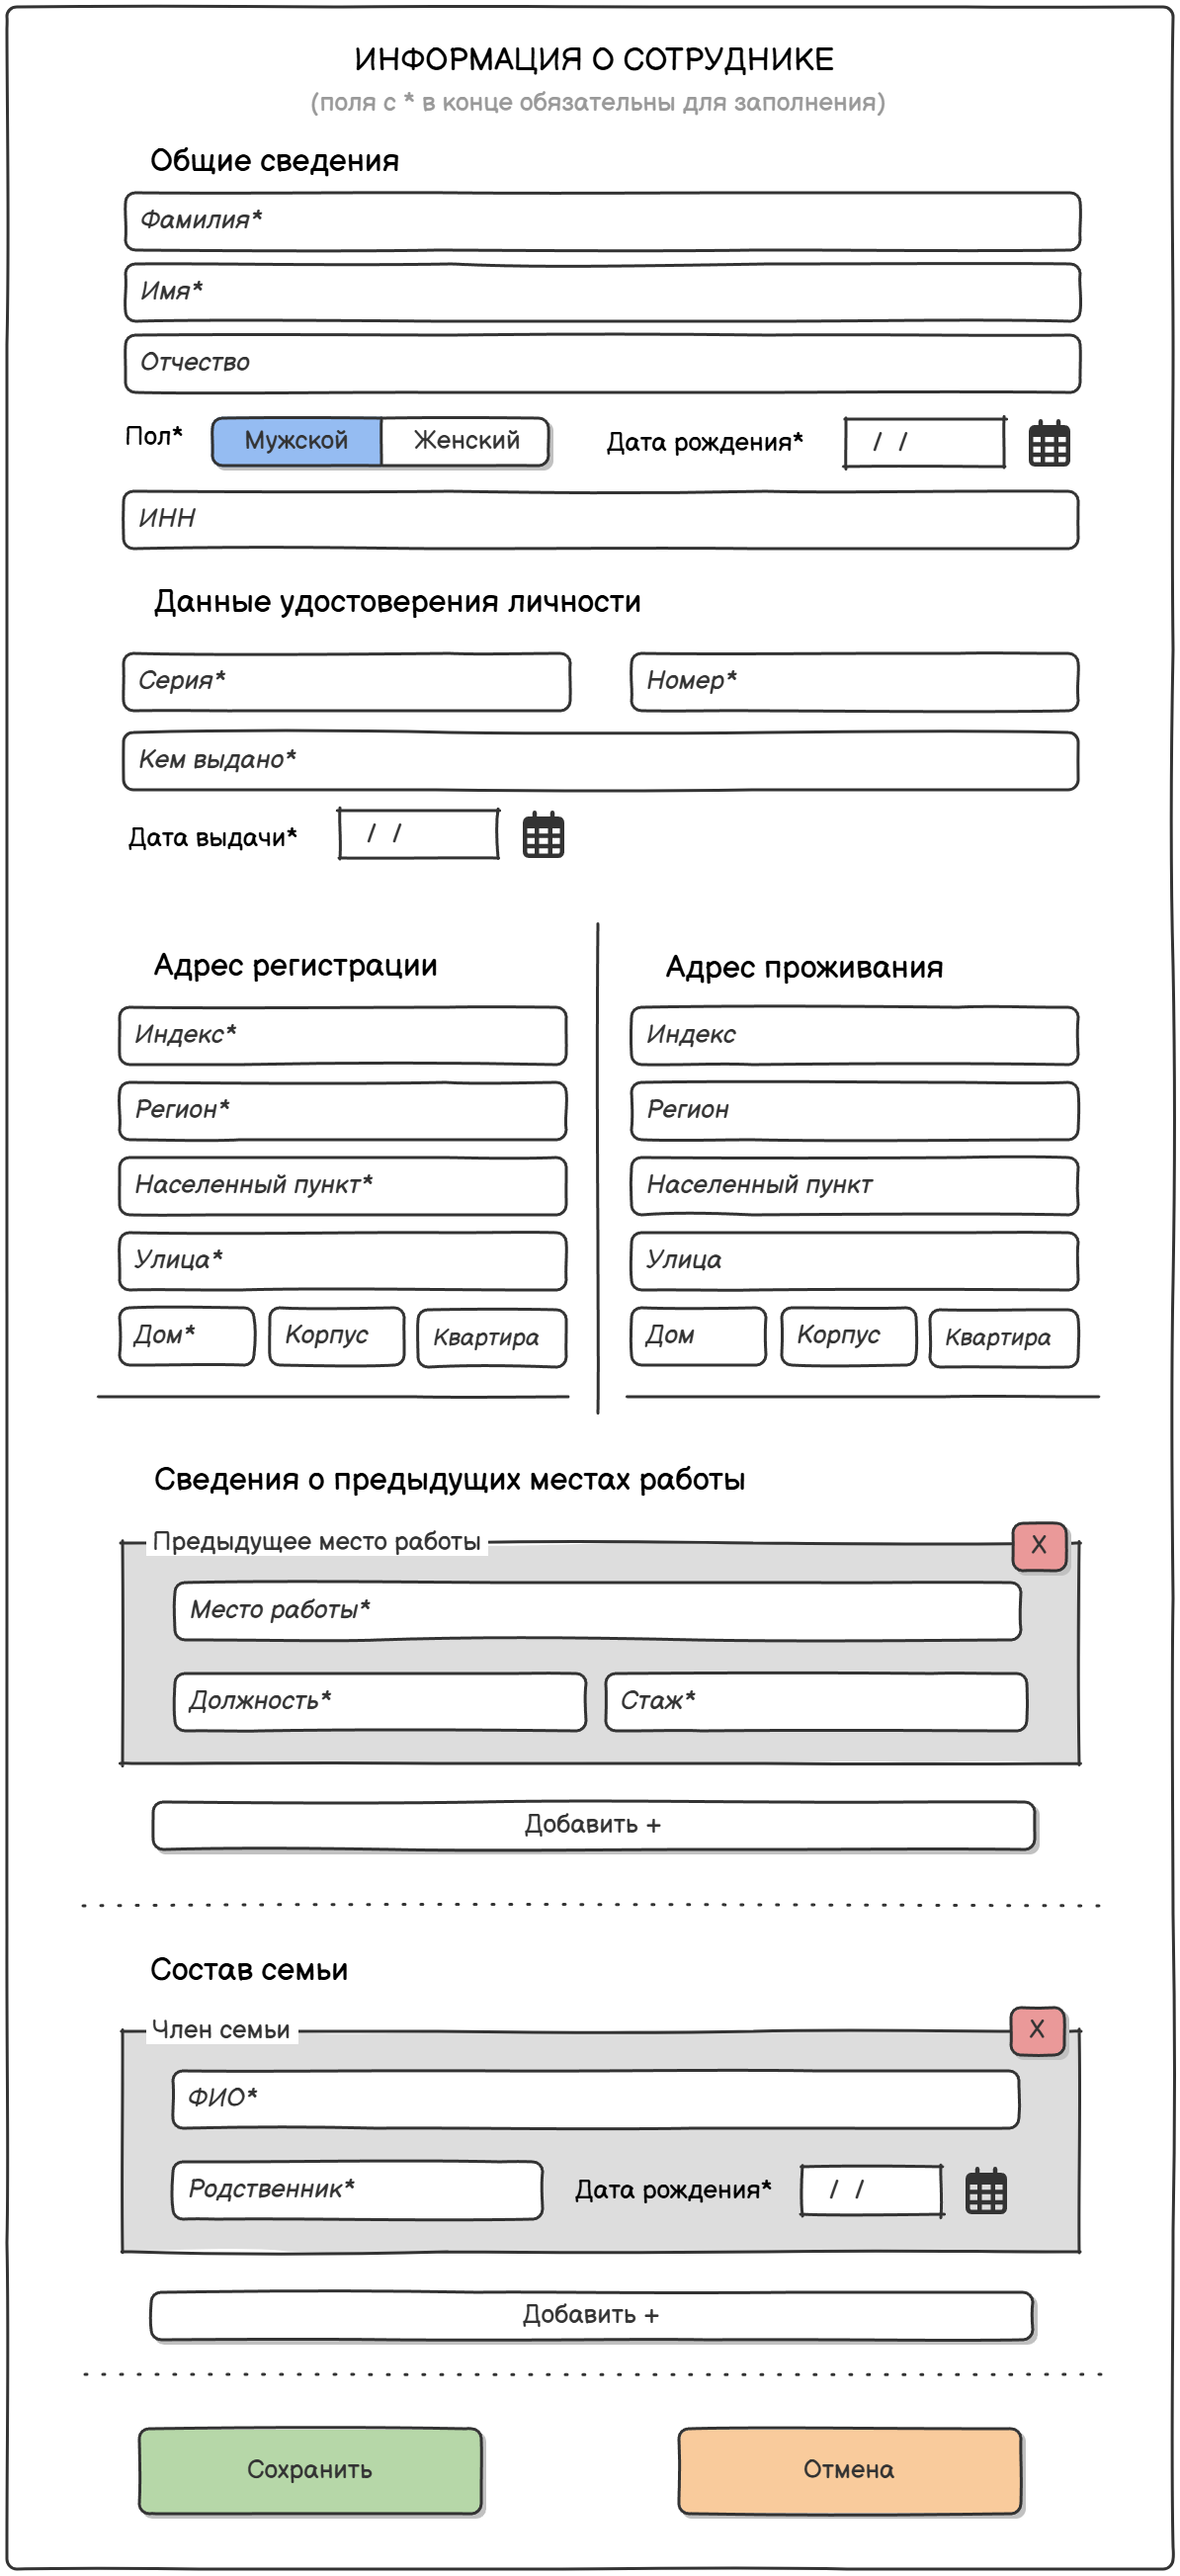 ИНФОРМАЦИЯ О СОТРУДНИКЕ
(поля с * в конце обязательны для заполнения)
Общие сведения
Фамилия*
Имя*
Отчество
Пол* Мужской Женский Дата рождения* / /
ИНН
Данные удостоверения личности
Серия* Номер*
Кем выдано*
Дата выдачи* / /
Адрес регистрации
Индекс*
Регион*
Населенный пункт*
Улица*
Дом* Корпус Квартира
Адрес проживания
Индекс
Регион
Населенный пункт
Улица
Дом Корпус Квартира
Сведения о предыдущих местах работы
Предыдущее место работы X
Место работы*
Должность* Стаж*
Добавить +
Состав семьи
Член семьи X
ФИО*
Родственник* Дата рождения* / /
Добавить +
Сохранить Отмена